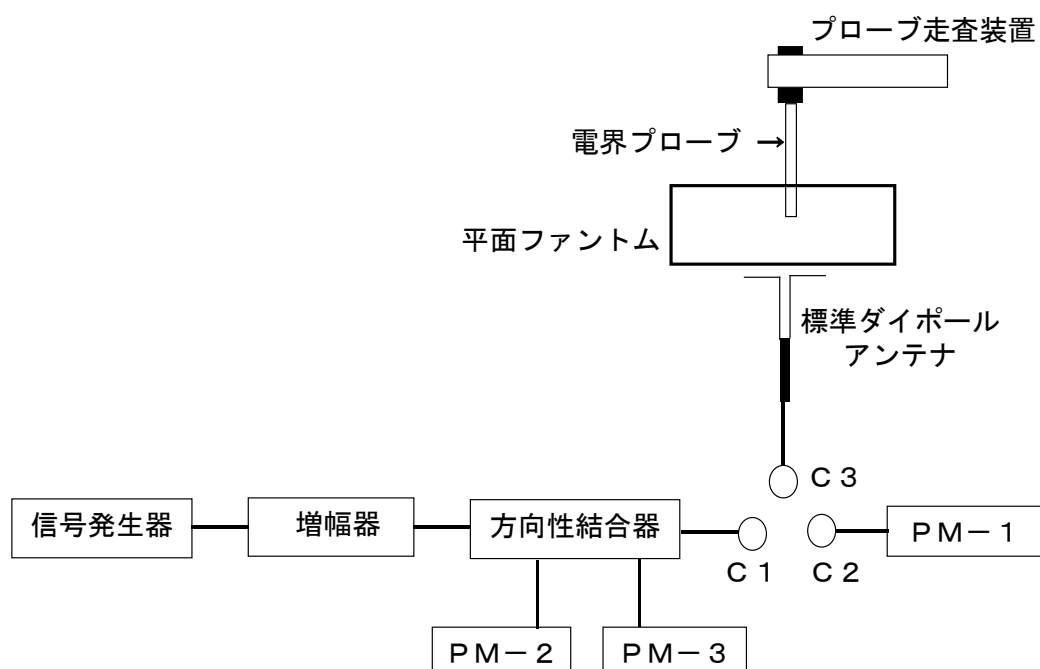 プローブ走査装置
電界プローブ →
平面ファントム
標準ダイポール
アンテナ
C3
信号発生器
増幅器
方向性結合器
PM-1
C1
C2
PM-2
PM-3